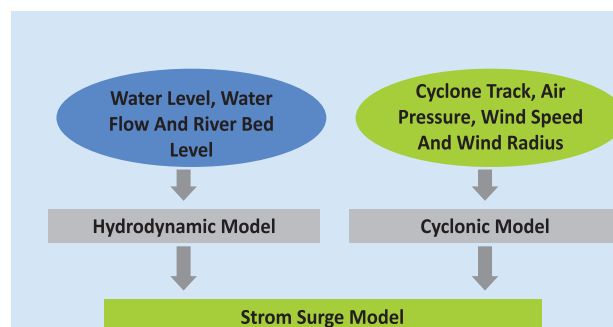 Water Level, Water
Flow And River Bed
Level
Cyclone Track, Air
Pressure, Wind Speed
And Wind Radius
Hydrodynamic Model
Cyclonic Model
Strom Surge Model